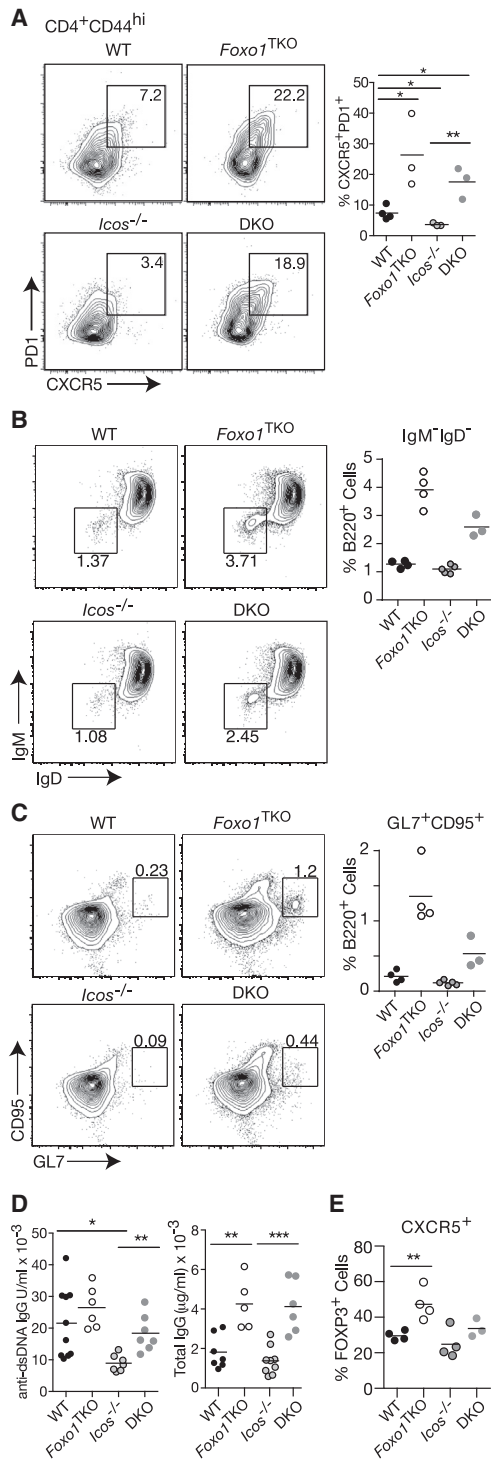 A
CD4+CD44hi
WT
Foxo1TKO
7.2
22.2
Icos-/-
DKO
3.4
18.9
PD1
CXCR5
% CXCR5+PD1+
50
40
30
20
10
0
*
*
*
**
WT
Foxo1TKO
Icos-/-
DKO
B
WT
Foxo1TKO
1.37
3.71
Icos-/-
DKO
1.08
2.45
IgM
IgD
IgM-IgD-
% B220+ Cells
5
4
3
2
1
0
WT
Foxo1TKO
Icos-/-
DKO
C
WT
Foxo1TKO
0.23
1.2
Icos-/-
DKO
0.09
0.44
CD95
GL7
GL7+CD95+
% B220+ Cells
2
1
0
WT
Foxo1TKO
Icos-/-
DKO
D
anti-dsDNA IgG U/ml x 10-3
50
40
30
20
10
0
*
**
WT
Foxo1TKO
Icos-/-
DKO
Total IgG (μg/ml) x 10-3
8
6
4
2
0
**
***
WT
Foxo1TKO
Icos-/-
DKO
E
CXCR5+
% FOXP3+ Cells
80
60
40
20
0
**
WT
Foxo1TKO
Icos-/-
DKO